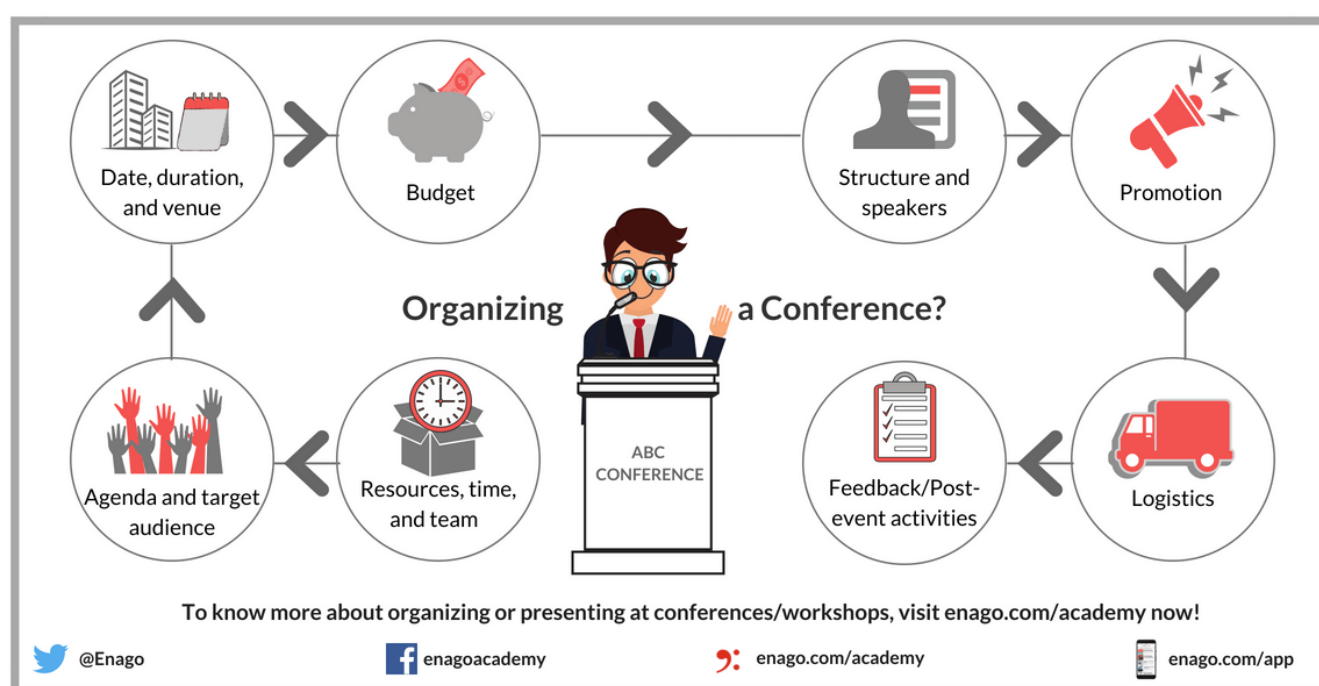 Date, duration,
and venue
Budget
Structure and
speakers
Promotion
Organizing a Conference?
Agenda and target
audience
Resources, time,
and team
ABC
CONFERENCE
Feedback/Post-
event activities
Logistics
To know more about organizing or presenting at conferences/workshops, visit enago.com/academy now!
@Enago
enagoacademy
enago.com/academy
enago.com/app